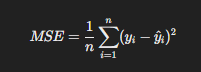 MSE = \frac{1}{n} \sum_{i=1}^{n} (y_i - \hat{y}_i)^2